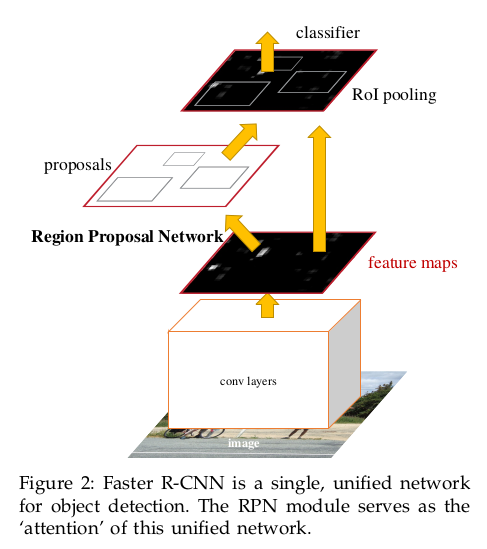 classifier
RoI pooling
proposals
Region Proposal Network
feature maps
conv layers
image
Figure 2: Faster R-CNN is a single, unified network
for object detection. The RPN module serves as the
‘attention’ of this unified network.